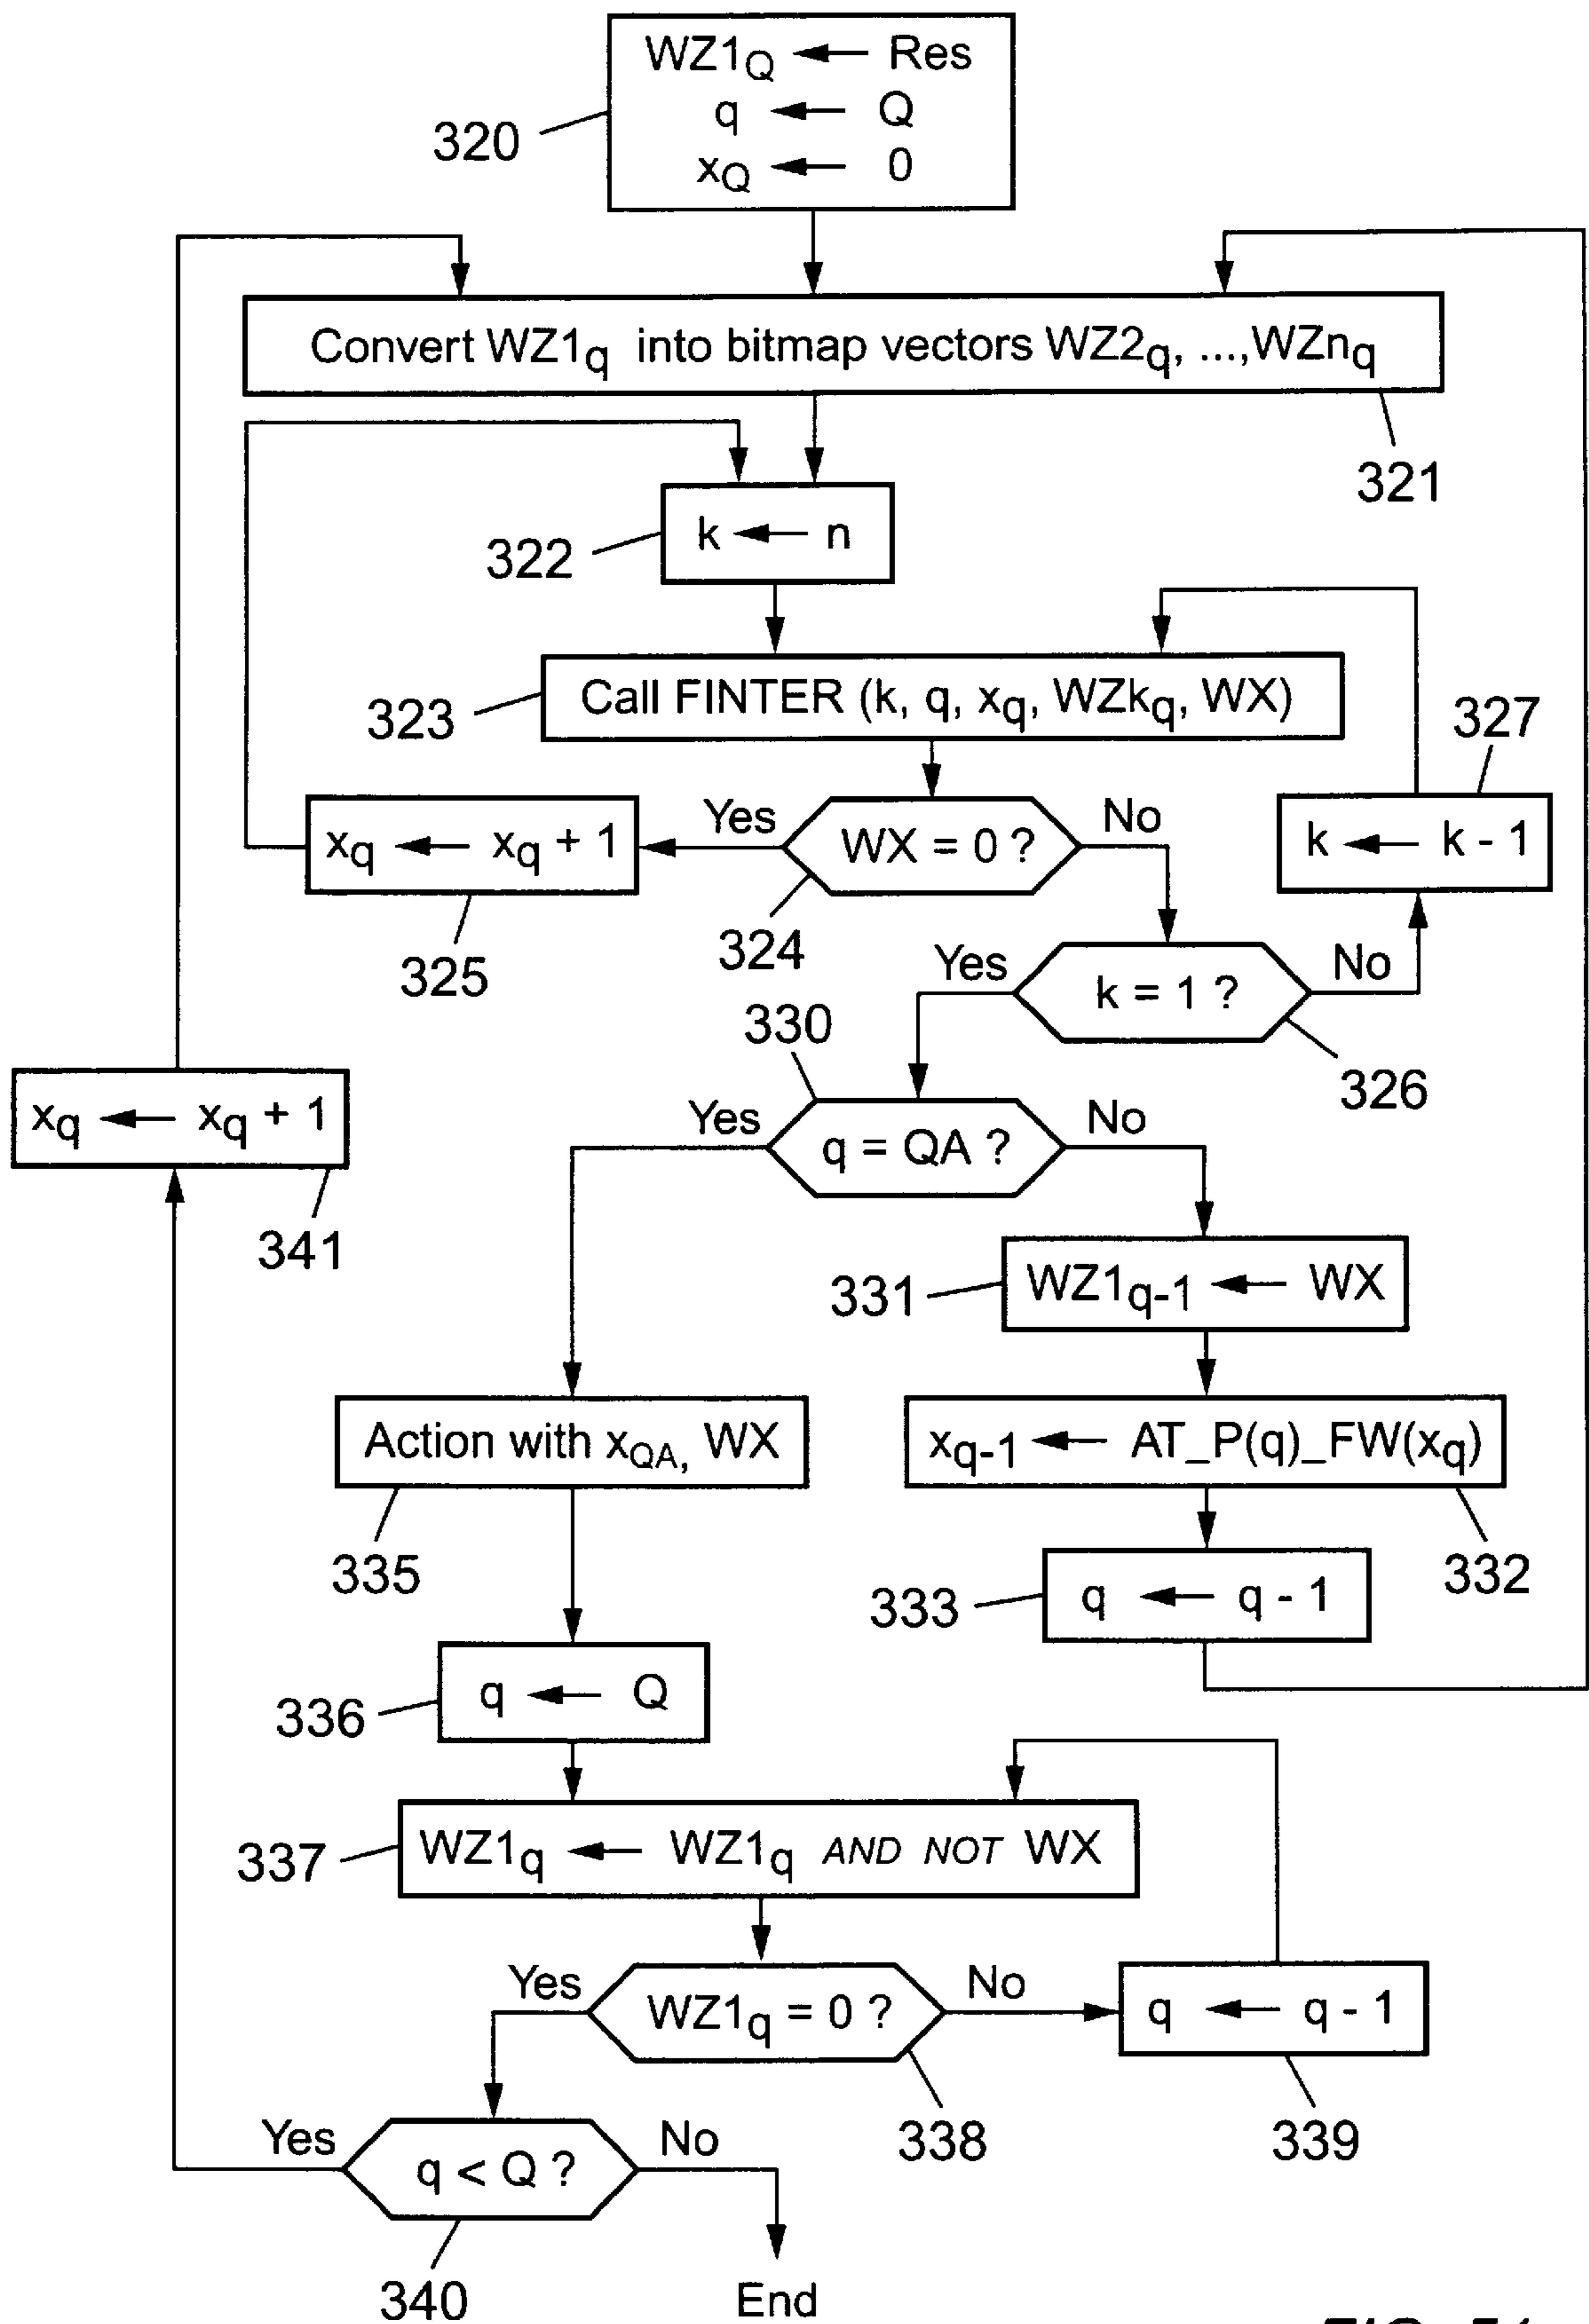 WZ1Q ← Res
q ← Q
xQ ← 0
320
Convert WZ1q into bitmap vectors WZ2q, ...,WZnq
321
k ← n
322
Call FINTER (k, q, xq, WZkq, WX)
323
327
xq ← xq + 1
Yes
WX = 0 ?
No
k ← k - 1
325
324
Yes
k = 1 ?
No
326
330
xq ← xq + 1
341
Yes
q = QA ?
No
WZ1q-1 ← WX
331
Action with xQA, WX
335
xq-1 ← AT_P(q)_FW(xq)
332
q ← q - 1
333
q ← Q
336
WZ1q ← WZ1q AND NOT WX
337
Yes
WZ1q = 0 ?
No
q ← q - 1
338
339
Yes
q < Q ?
No
340
End